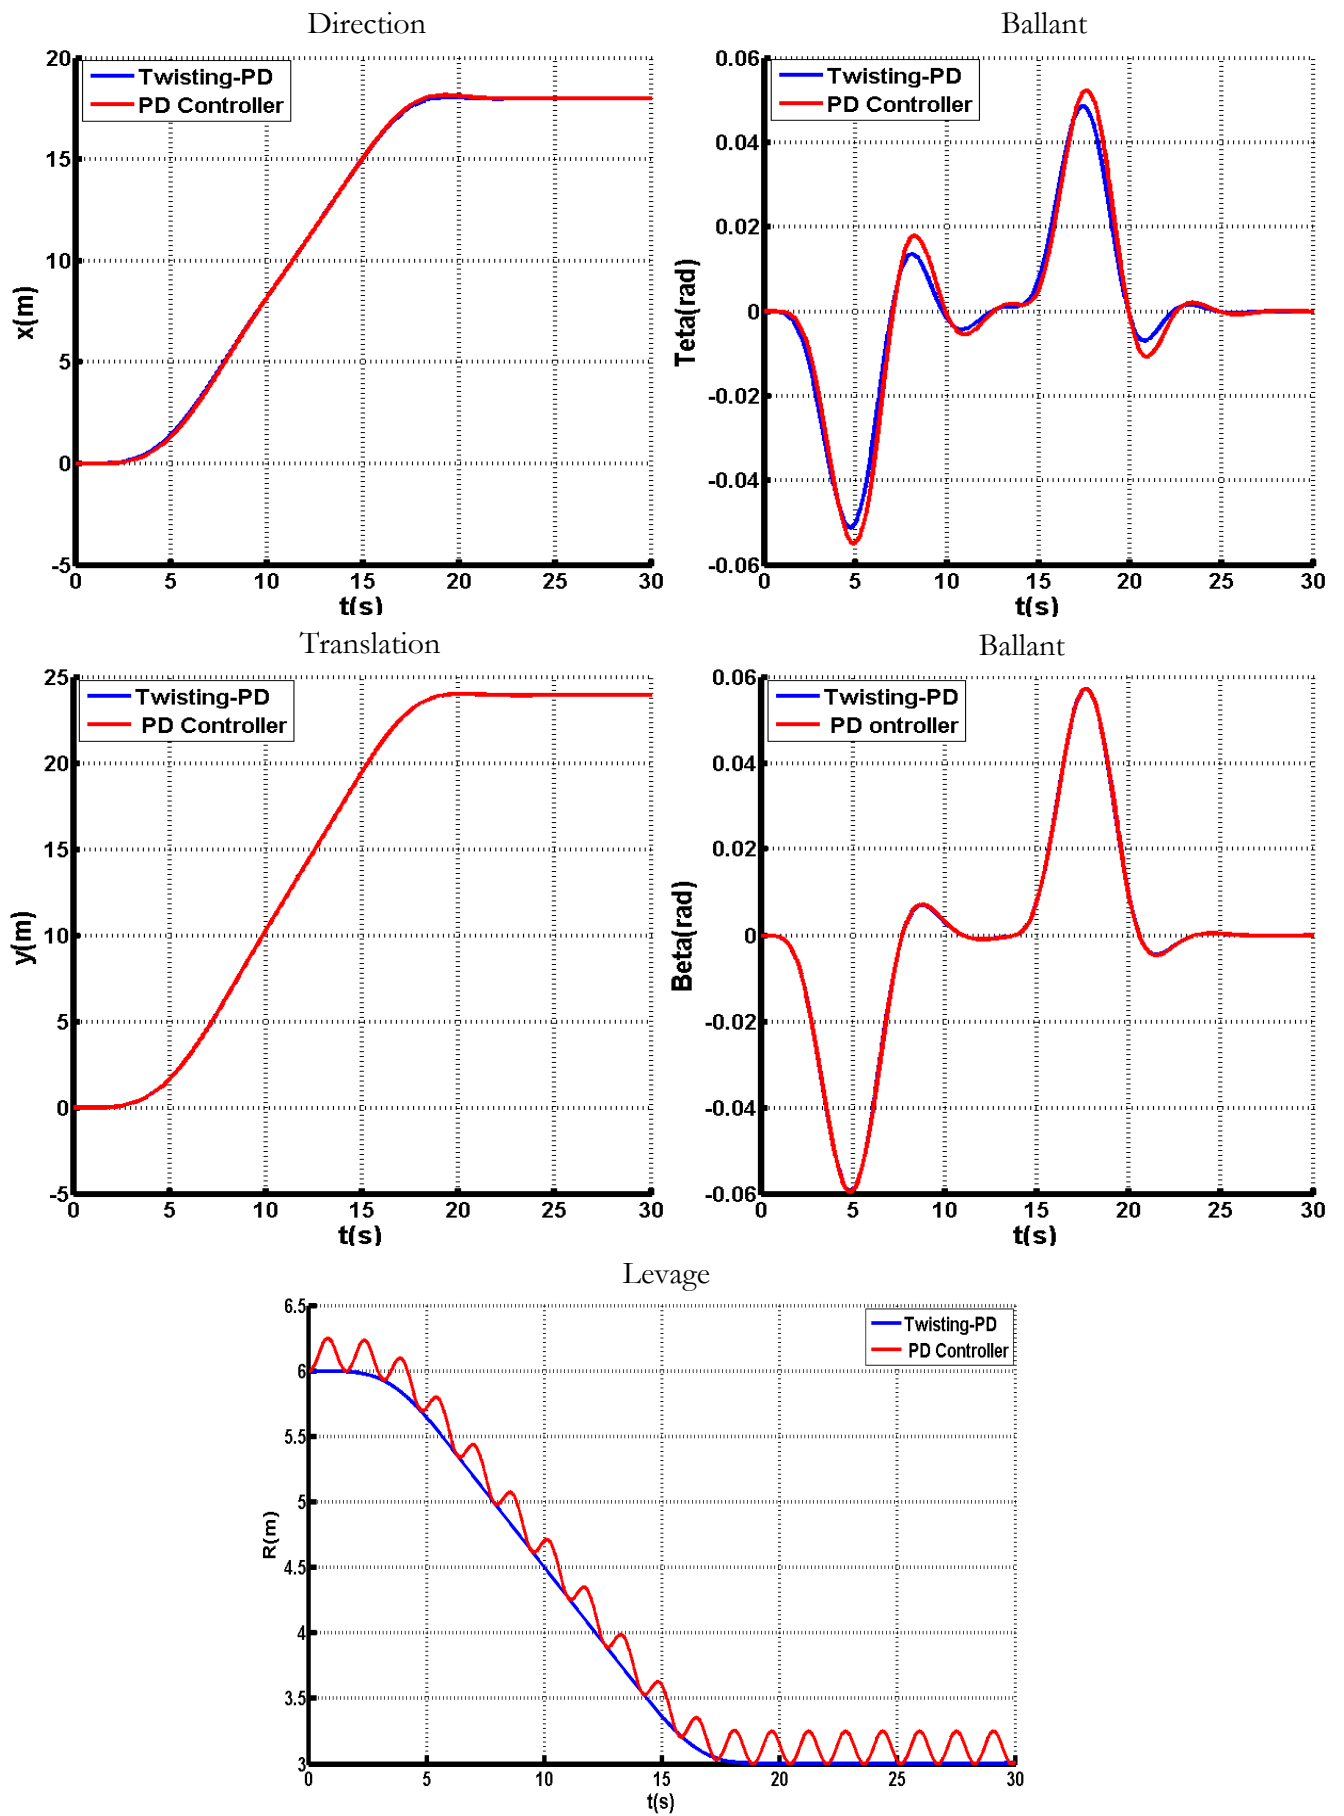 Direction
Ballant
20
15
10
5
0
-5
x(m)
Twisting-PD
PD Controller
0 5 10 15 20 25 30
t(s)
0.06
0.04
0.02
0
-0.02
-0.04
-0.06
Teta(rad)
Twisting-PD
PD Controller
0 5 10 15 20 25 30
t(s)
Translation
Ballant
25
20
15
10
5
0
-5
y(m)
Twisting-PD
PD Controller
0 5 10 15 20 25 30
t(s)
0.06
0.04
0.02
0
-0.02
-0.04
-0.06
Beta(rad)
Twisting-PD
PD ontroller
0 5 10 15 20 25 30
t(s)
Levage
6.5
6
5.5
5
4.5
4
3.5
3
R(m)
Twisting-PD
PD Controller
0 5 10 15 20 25 30
t(s)